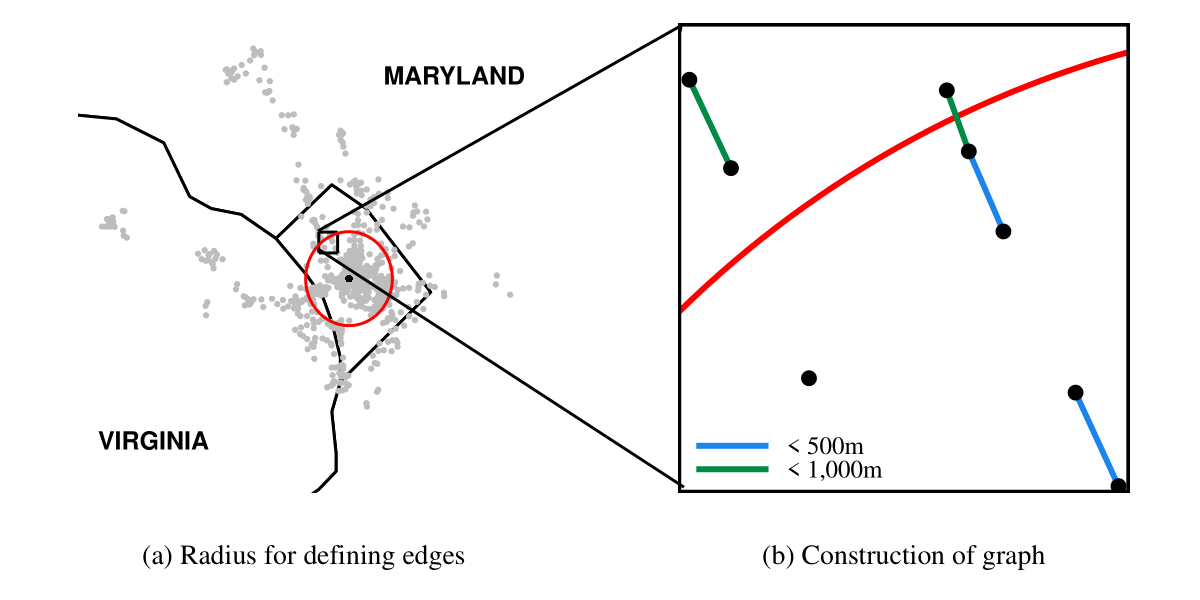 MARYLAND
VIRGINIA
< 500m
< 1,000m
(a) Radius for defining edges
(b) Construction of graph